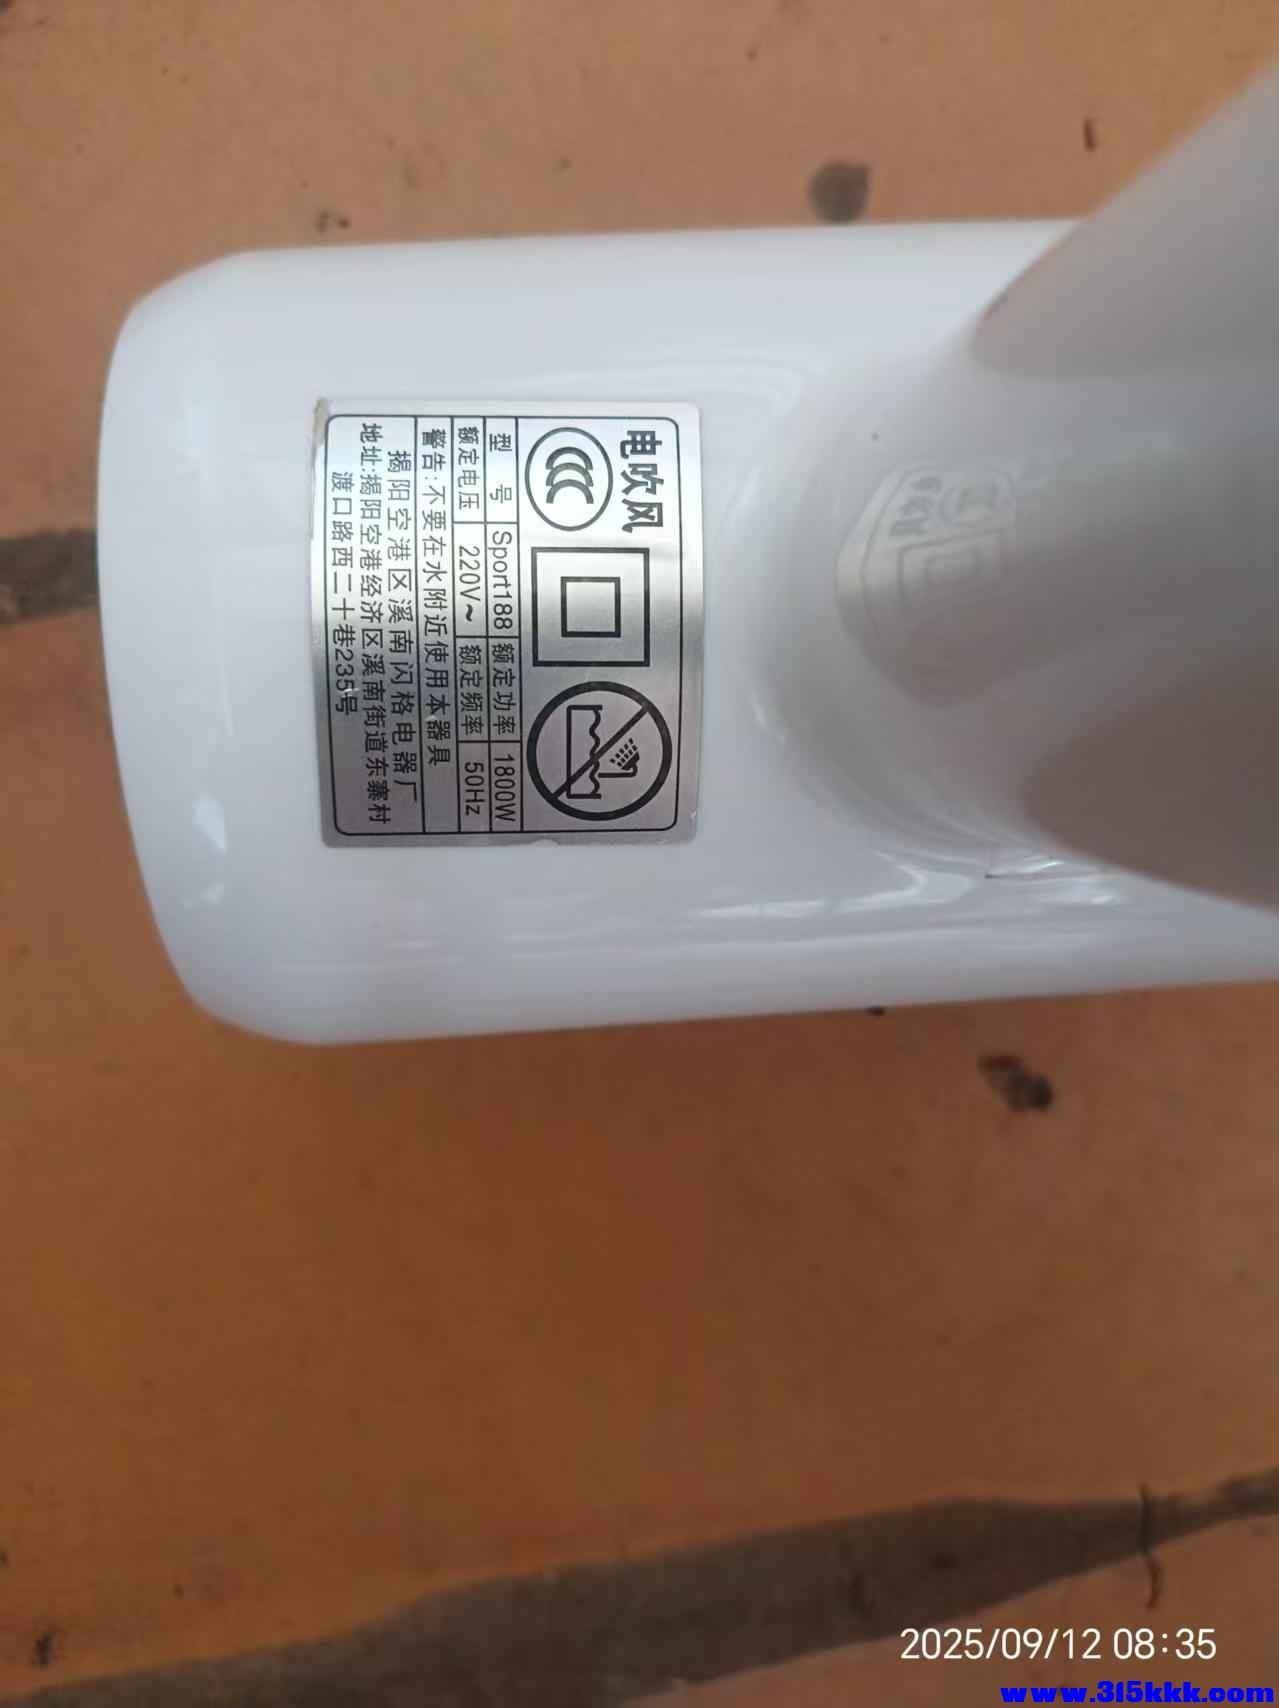 电吹风
型 号 Sport188 额定功率 1800W
额定电压 220V~ 额定频率 50Hz
警告:不要在水附近使用本器具
揭阳空港区溪南闪格电器厂
地址:揭阳空港经济区溪南街道东寨村
渡口路西二十巷235号
2025/09/12 08:35
www.315kkk.com